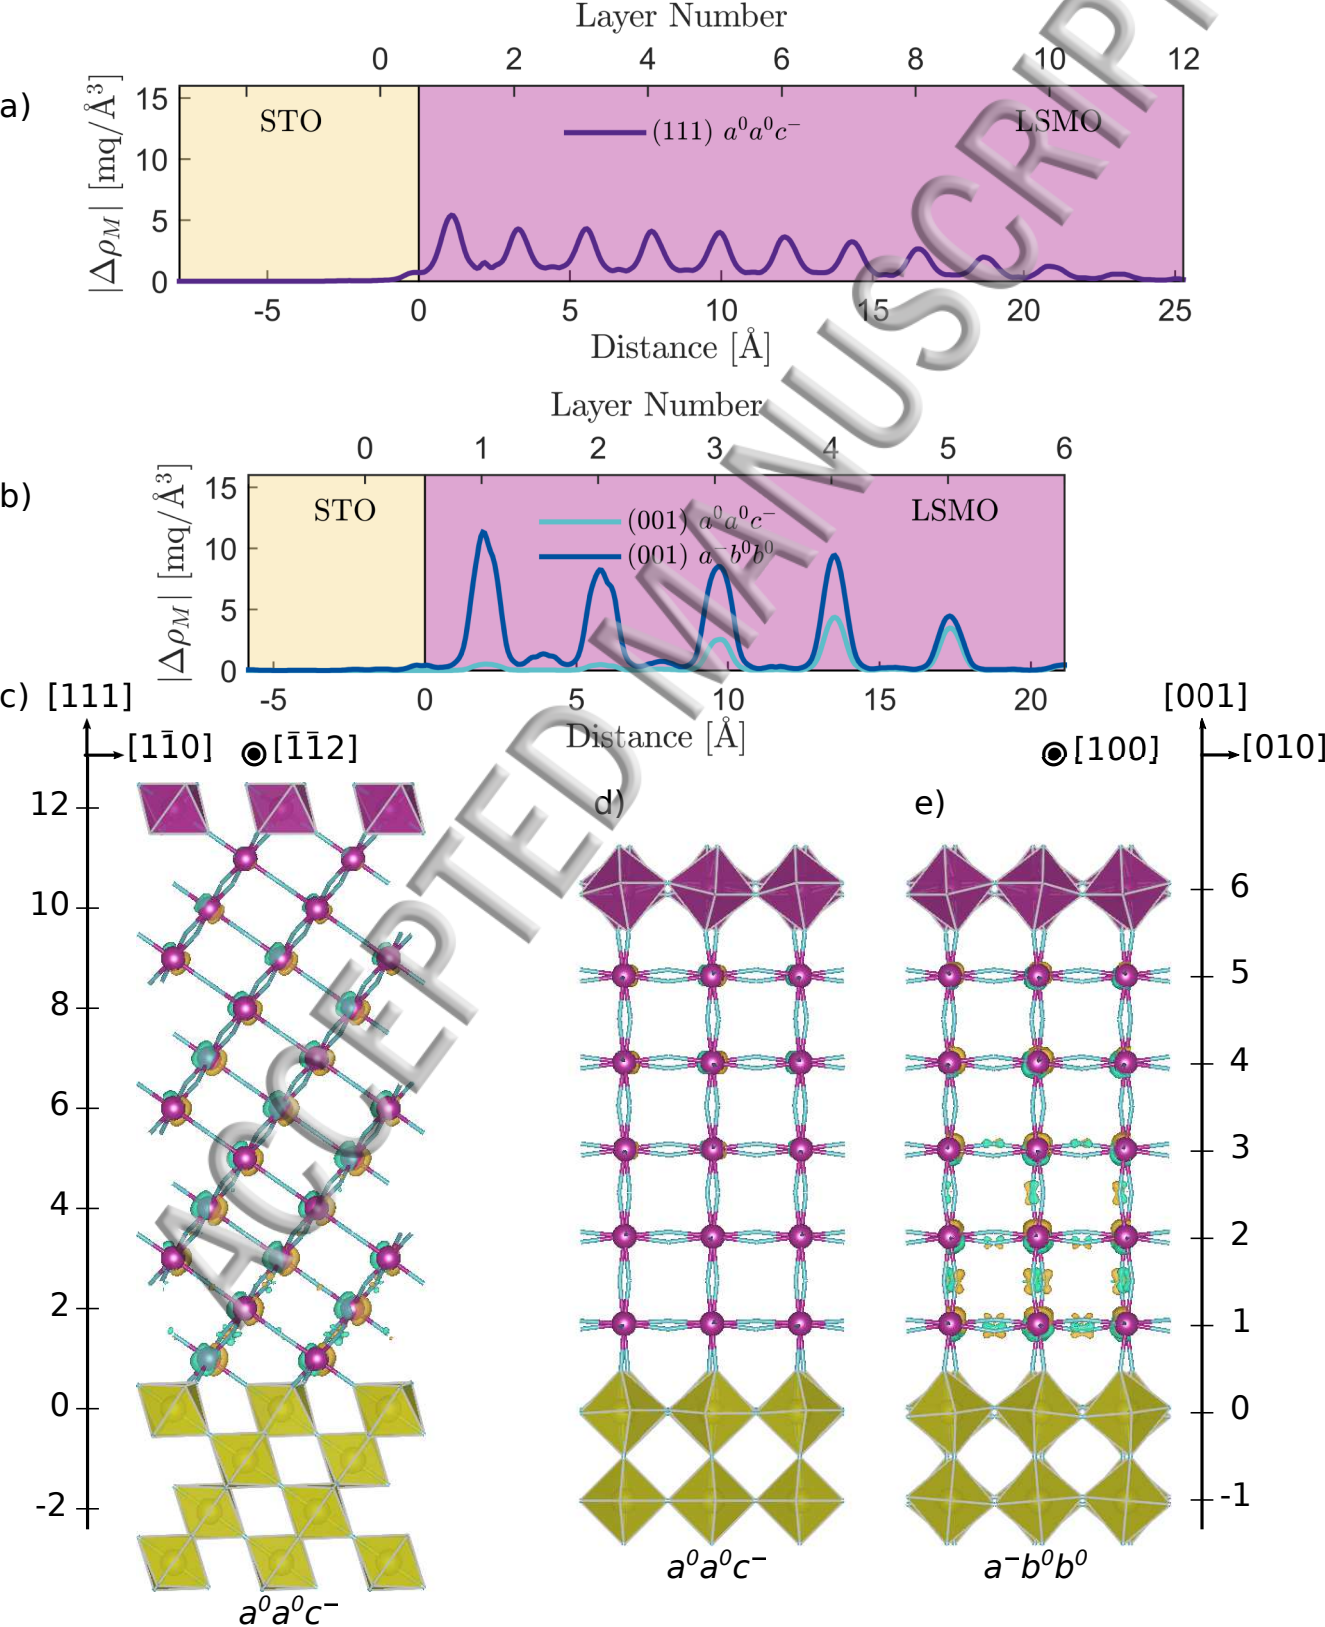 Layer Number
0 2 4 6 8 10 12
a)
|Δρ_M| [mq/Å³]
15
10
5
0
STO
LSMO
(111) a⁰a⁰c⁻
-5 0 5 10 15 20 25
Distance [Å]
Layer Number
0 1 2 3 4 5 6
b)
|Δρ_M| [mq/Å³]
15
10
5
0
STO
LSMO
(001) a⁰a⁰c⁻
(001) a⁻b⁰b⁰
-5 0 5 10 15 20
Distance [Å]
c) [111]
[11̄0]
[1̄1̄2]
12
10
8
6
4
2
0
-2
a⁰a⁰c⁻
d)
a⁰a⁰c⁻
e)
[001]
[100]
[010]
6
5
4
3
2
1
0
-1
a⁻b⁰b⁰
ACCEPTED MANUSCRIPT